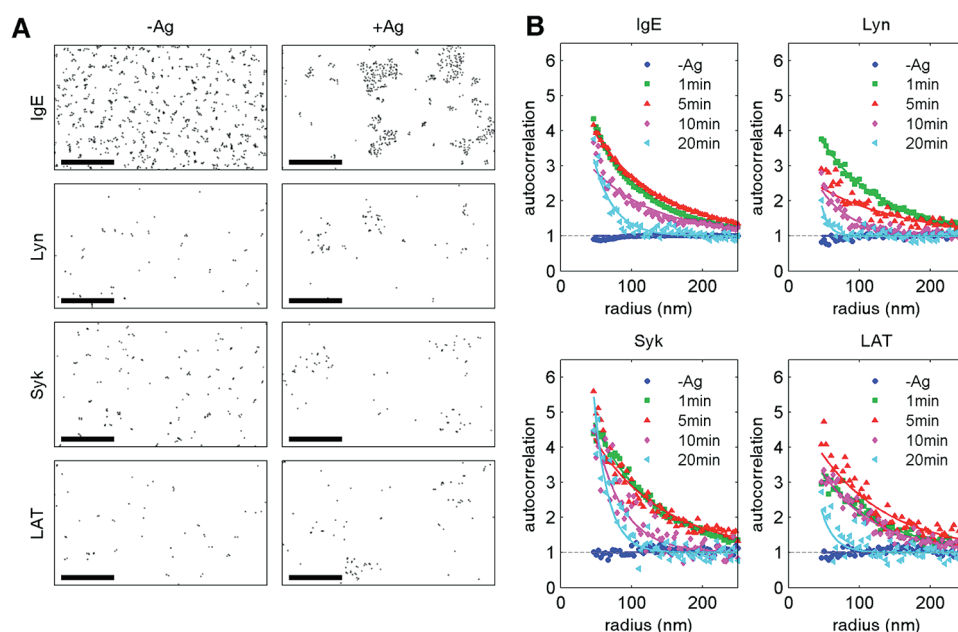 A
-Ag
+Ag
IgE
Lyn
Syk
LAT
B
IgE
autocorrelation
6
5
4
3
2
1
0
0
100
200
radius (nm)
-Ag
1min
5min
10min
20min
Lyn
autocorrelation
6
5
4
3
2
1
0
0
100
200
radius (nm)
-Ag
1min
5min
10min
20min
Syk
autocorrelation
6
5
4
3
2
1
0
0
100
200
radius (nm)
-Ag
1min
5min
10min
20min
LAT
autocorrelation
6
5
4
3
2
1
0
0
100
200
radius (nm)
-Ag
1min
5min
10min
20min